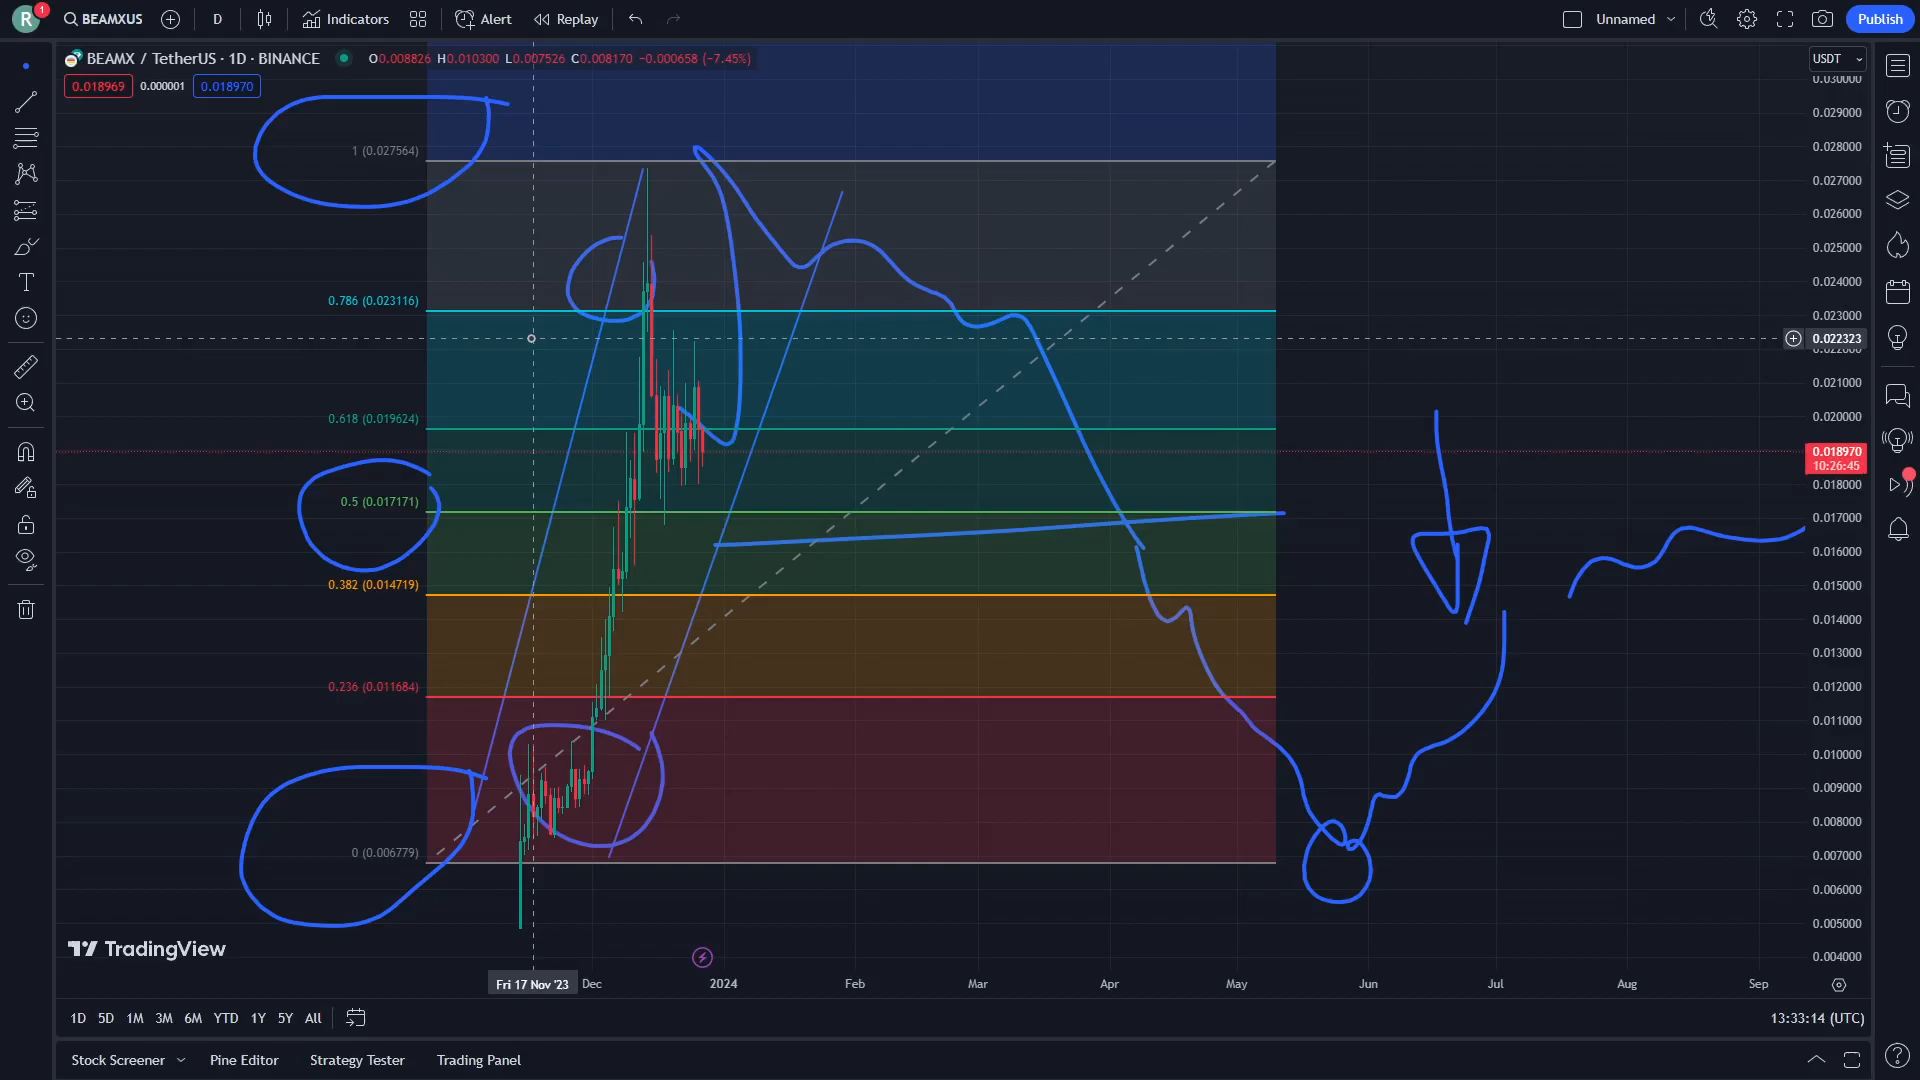 R
1
BEAMXUS
D
Indicators
Alert
Replay
Unnamed
Publish
BEAMX / TetherUS · 1D · BINANCE
O0.008826 H0.010300 L0.007526 C0.008170 −0.000658 (−7.45%)
USDT
0.018969
0.000001
0.018970
1 (0.027564)
0.786 (0.023116)
0.618 (0.019624)
0.5 (0.017171)
0.382 (0.014719)
0.236 (0.011684)
0 (0.006779)
0.030000
0.029000
0.028000
0.027000
0.026000
0.025000
0.024000
0.023000
0.022323
0.022000
0.021000
0.020000
0.018970
10:26:45
0.018000
0.017000
0.016000
0.015000
0.014000
0.013000
0.012000
0.011000
0.010000
0.009000
0.008000
0.007000
0.006000
0.005000
0.004000
TradingView
Fri 17 Nov '23
Dec
2024
Feb
Mar
Apr
May
Jun
Jul
Aug
Sep
1D 5D 1M 3M 6M YTD 1Y 5Y All
13:33:14 (UTC)
Stock Screener
Pine Editor
Strategy Tester
Trading Panel